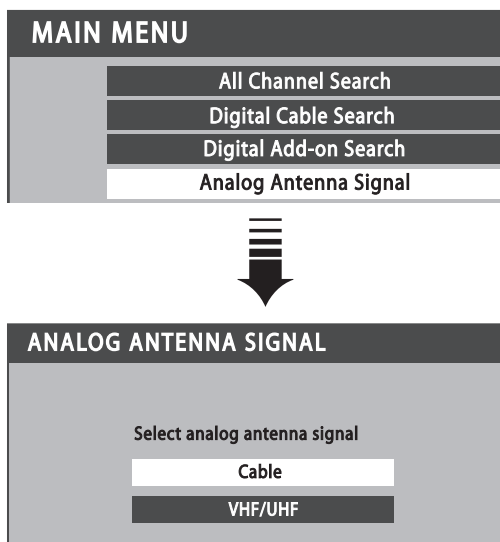 MAIN MENU
All Channel Search
Digital Cable Search
Digital Add-on Search
Analog Antenna Signal
ANALOG ANTENNA SIGNAL
Select analog antenna signal
Cable
VHF/UHF